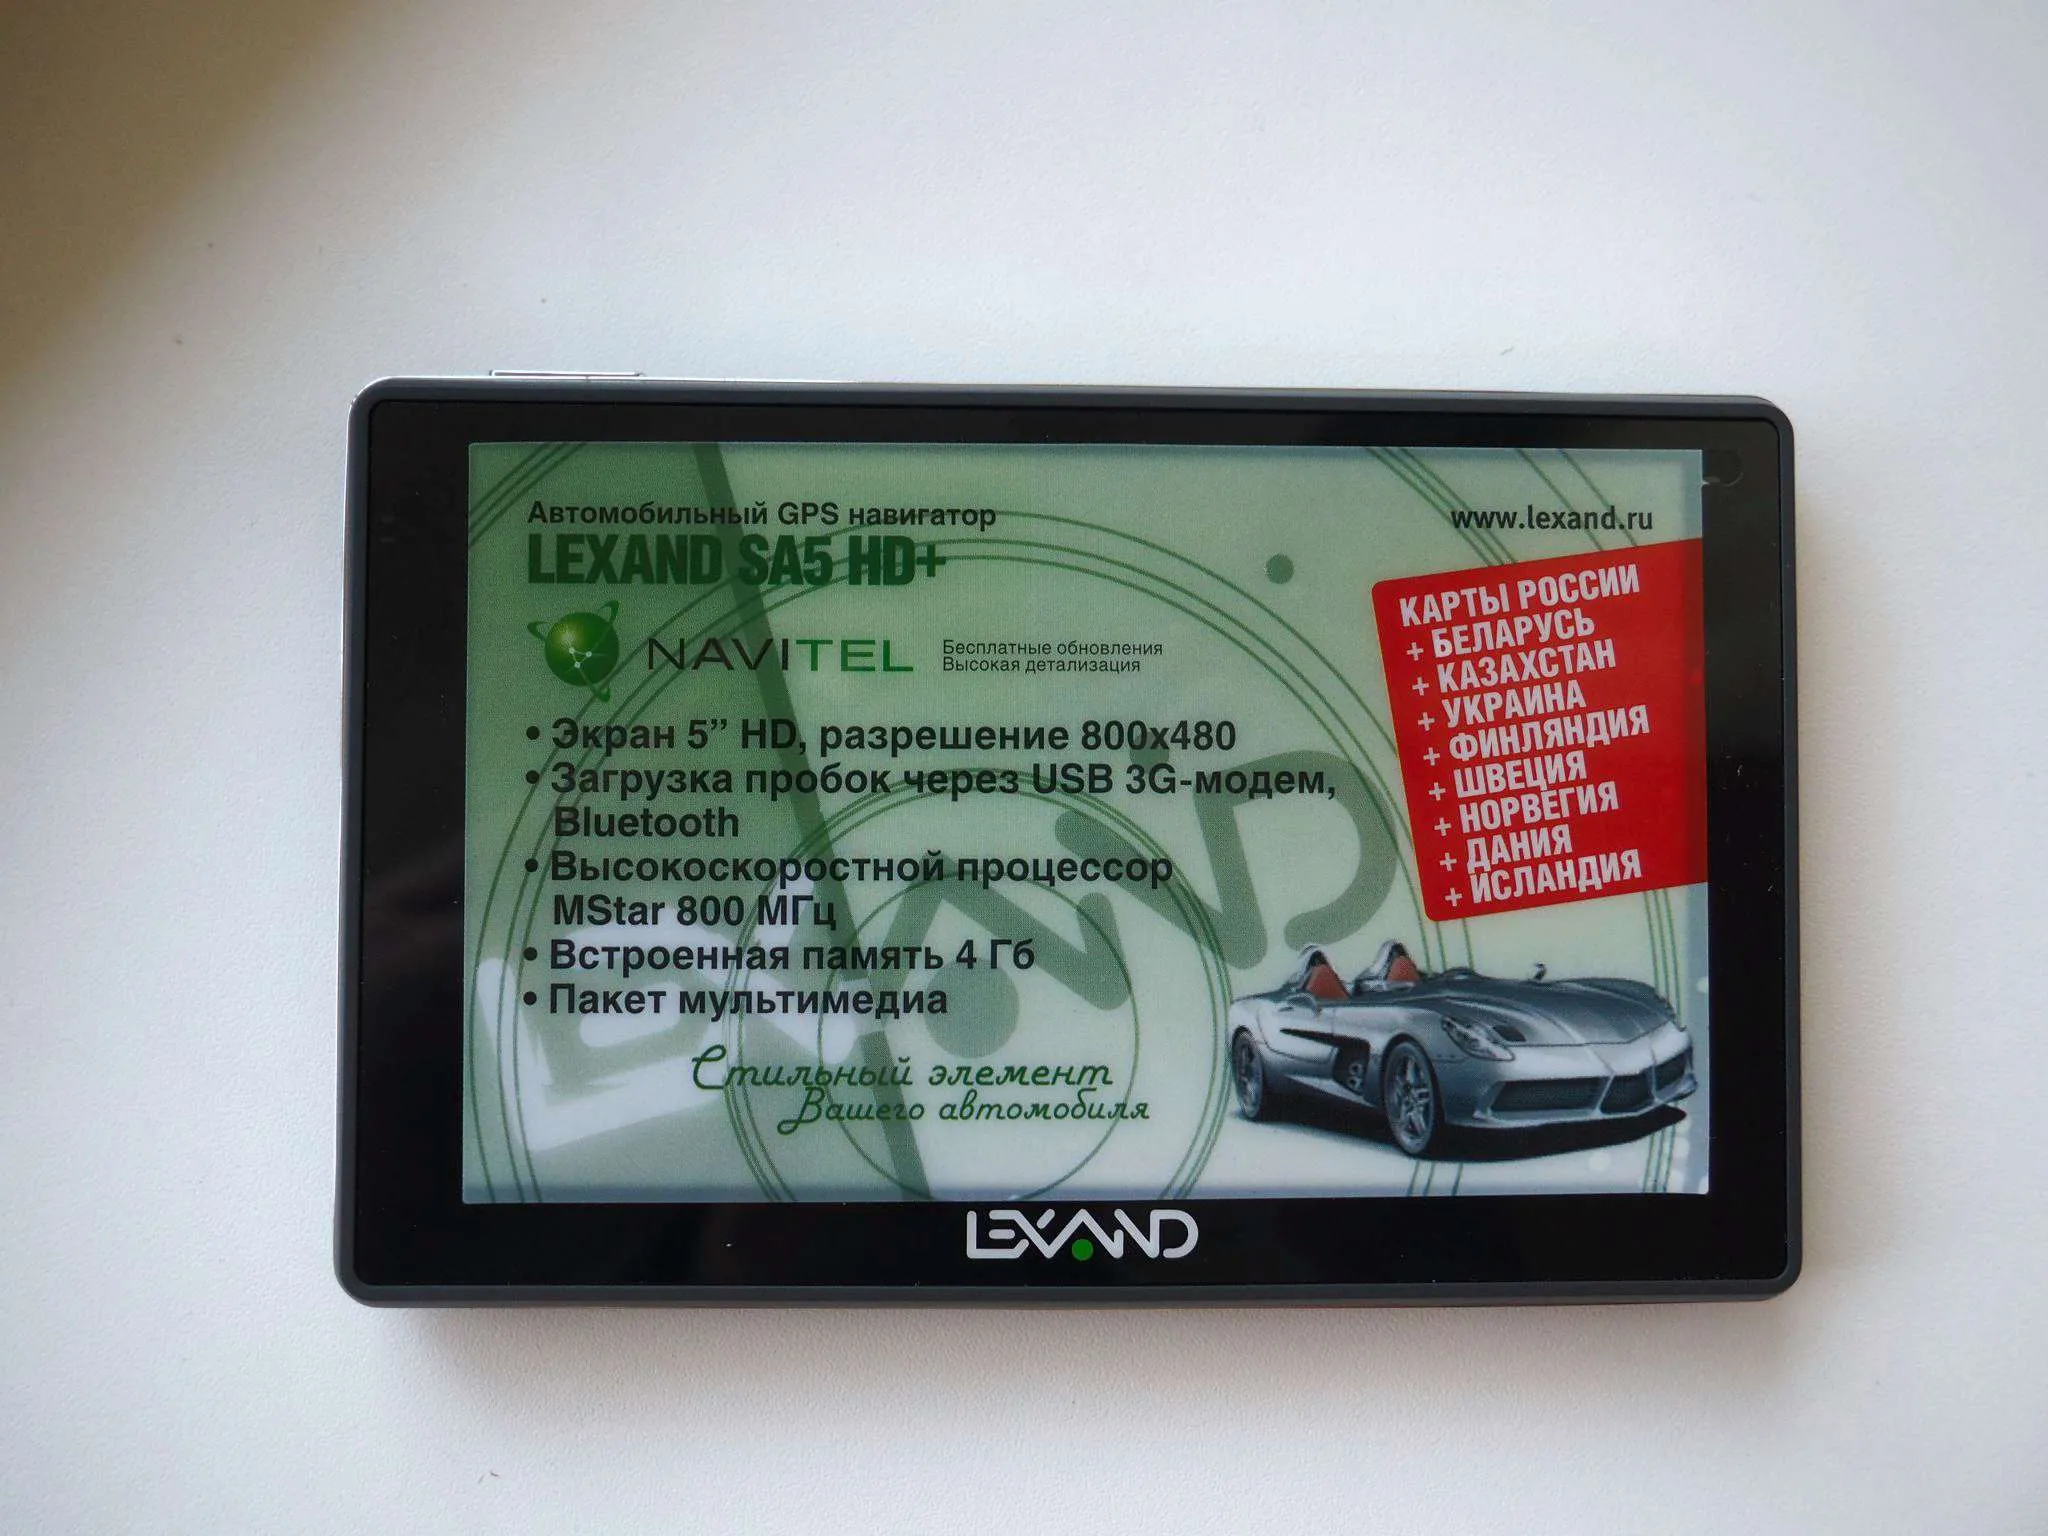 Автомобильный GPS навигатор
LEXAND SA5 HD+
NAVITEL
Бесплатные обновления
Высокая детализация
• Экран 5” HD, разрешение 800x480
• Загрузка пробок через USB 3G-модем,
Bluetooth
• Высокоскоростной процессор
MStar 800 МГц
• Встроенная память 4 Гб
• Пакет мультимедиа
Стильный элемент
Вашего автомобиля
www.lexand.ru
КАРТЫ РОССИИ
+ БЕЛАРУСЬ
+ КАЗАХСТАН
+ УКРАИНА
+ ФИНЛЯНДИЯ
+ ШВЕЦИЯ
+ НОРВЕГИЯ
+ ДАНИЯ
+ ИСЛАНДИЯ
LEXAND